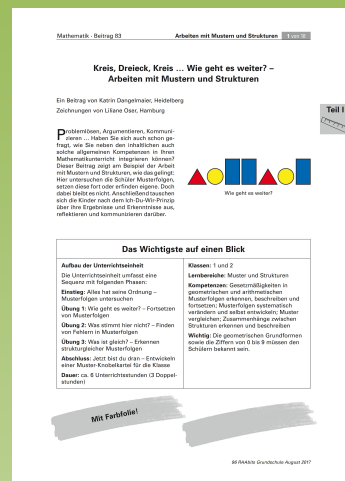 Mathematik · Beitrag 83 Arbeiten mit Mustern und Strukturen 1 von 18
Kreis, Dreieck, Kreis … Wie geht es weiter? –
Arbeiten mit Mustern und Strukturen
Ein Beitrag von Katrin Dangelmaier, Heidelberg
Zeichnungen von Liliane Oser, Hamburg
Teil I
Problemlösen, Argumentieren, Kommuni-
zieren … Haben Sie sich auch schon ge-
fragt, wie Sie neben den inhaltlichen auch
solche allgemeinen Kompetenzen in Ihren
Mathematikunterricht integrieren können?
Dieser Beitrag zeigt am Beispiel der Arbeit
mit Mustern und Strukturen, wie das gelingt:
Hier untersuchen die Schüler Musterfolgen,
setzen diese fort oder erfinden eigene. Doch
dabei bleibt es nicht. Anschließend tauschen
sich die Kinder nach dem Ich-Du-Wir-Prinzip
über ihre Ergebnisse und Erkenntnisse aus,
reflektieren und kommunizieren darüber.
Wie geht es weiter?
Das Wichtigste auf einen Blick
Aufbau der Unterrichtseinheit
Die Unterrichtseinheit umfasst eine
Sequenz mit folgenden Phasen:
Einstieg: Alles hat seine Ordnung –
Musterfolgen untersuchen
Übung 1: Wie geht es weiter? – Fortsetzen
von Musterfolgen
Übung 2: Was stimmt hier nicht? – Finden
von Fehlern in Musterfolgen
Übung 3: Was ist gleich? – Erkennen
strukturgleicher Musterfolgen
Abschluss: Jetzt bist du dran – Entwickeln
einer Muster-Knobelkartei für die Klasse
Dauer: ca. 6 Unterrichtsstunden (3 Doppel-
stunden)
Klassen: 1 und 2
Lernbereiche: Muster und Strukturen
Kompetenzen: Gesetzmäßigkeiten in
geometrischen und arithmetischen
Musterfolgen erkennen, beschreiben und
fortsetzen; Musterfolgen systematisch
verändern und selbst entwickeln; Muster
vergleichen; Zusammenhänge zwischen
Strukturen erkennen und beschreiben
Wichtig: Die geometrischen Grundformen
sowie die Ziffern von 0 bis 9 müssen den
Schülern bekannt sein.
Mit Farbfolie!
96 RAAbits Grundschule August 2017